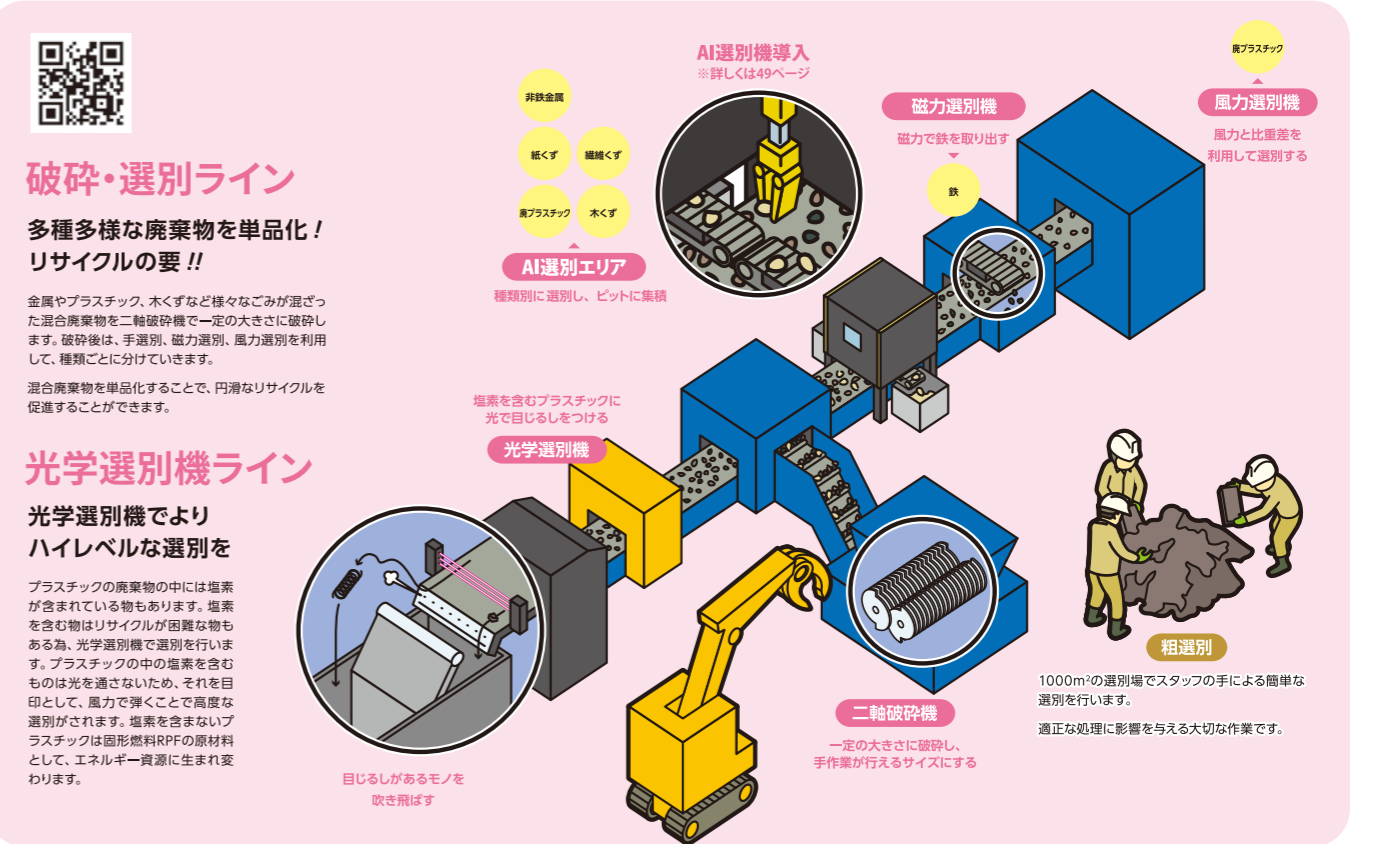 破砕・選別ライン
多種多様な廃棄物を単品化！
リサイクルの要!!
金属やプラスチック、木くずなど様々なごみが混ざっ
た混合廃棄物を二軸破砕機で一定の大きさに破砕し
ます。破砕後は、手選別、磁力選別、風力選別を利用
して、種類ごとに分けていきます。
混合廃棄物を単品化することで、円滑なリサイクルを
促進することができます。
光学選別機ライン
光学選別機でより
ハイレベルな選別を
プラスチックの廃棄物の中には塩素
が含まれている物もあります。塩素
を含む物はリサイクルが困難な物も
ある為、光学選別機で選別を行いま
す。プラスチックの中の塩素を含む
ものは光を通さないため、それを目
印として、風力で弾くことで高度な
選別がされます。塩素を含まないプ
ラスチックは固形燃料RPFの原材料
として、エネルギー資源に生まれ変
わります。
非鉄金属
紙くず
繊維くず
廃プラスチック
木くず
AI選別エリア
種類別に選別し、ピットに集積
AI選別機導入
※詳しくは49ページ
磁力選別機
磁力で鉄を取り出す
鉄
廃プラスチック
風力選別機
風力と比重差を
利用して選別する
塩素を含むプラスチックに
光で目じるしをつける
光学選別機
目じるしがあるモノを
吹き飛ばす
二軸破砕機
一定の大きさに破砕し、
手作業が行えるサイズにする
粗選別
1000m²の選別場でスタッフの手による簡単な
選別を行います。
適正な処理に影響を与える大切な作業です。